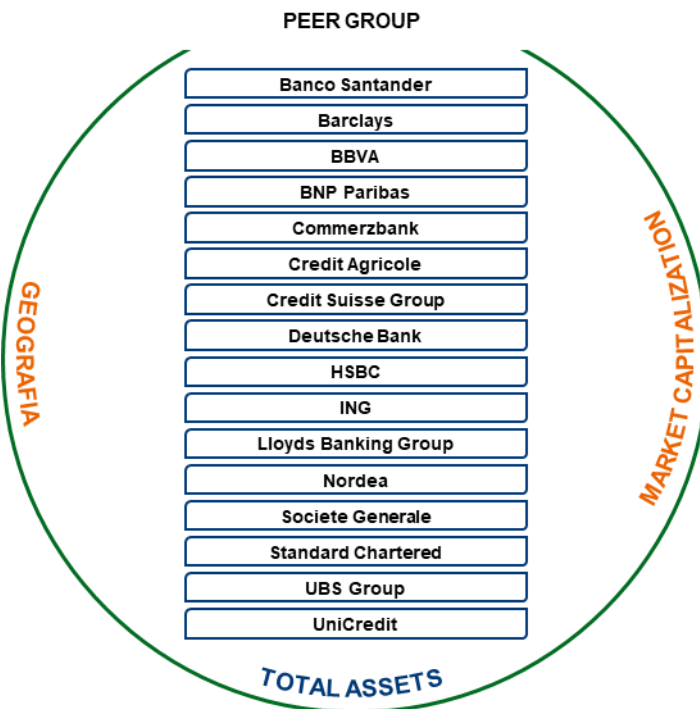 PEER GROUP
Banco Santander
Barclays
BBVA
BNP Paribas
Commerzbank
Credit Agricole
Credit Suisse Group
Deutsche Bank
HSBC
ING
Lloyds Banking Group
Nordea
Societe Generale
Standard Chartered
UBS Group
UniCredit
GEOGRAFIA
MARKET CAPITALIZATION
TOTAL ASSETS